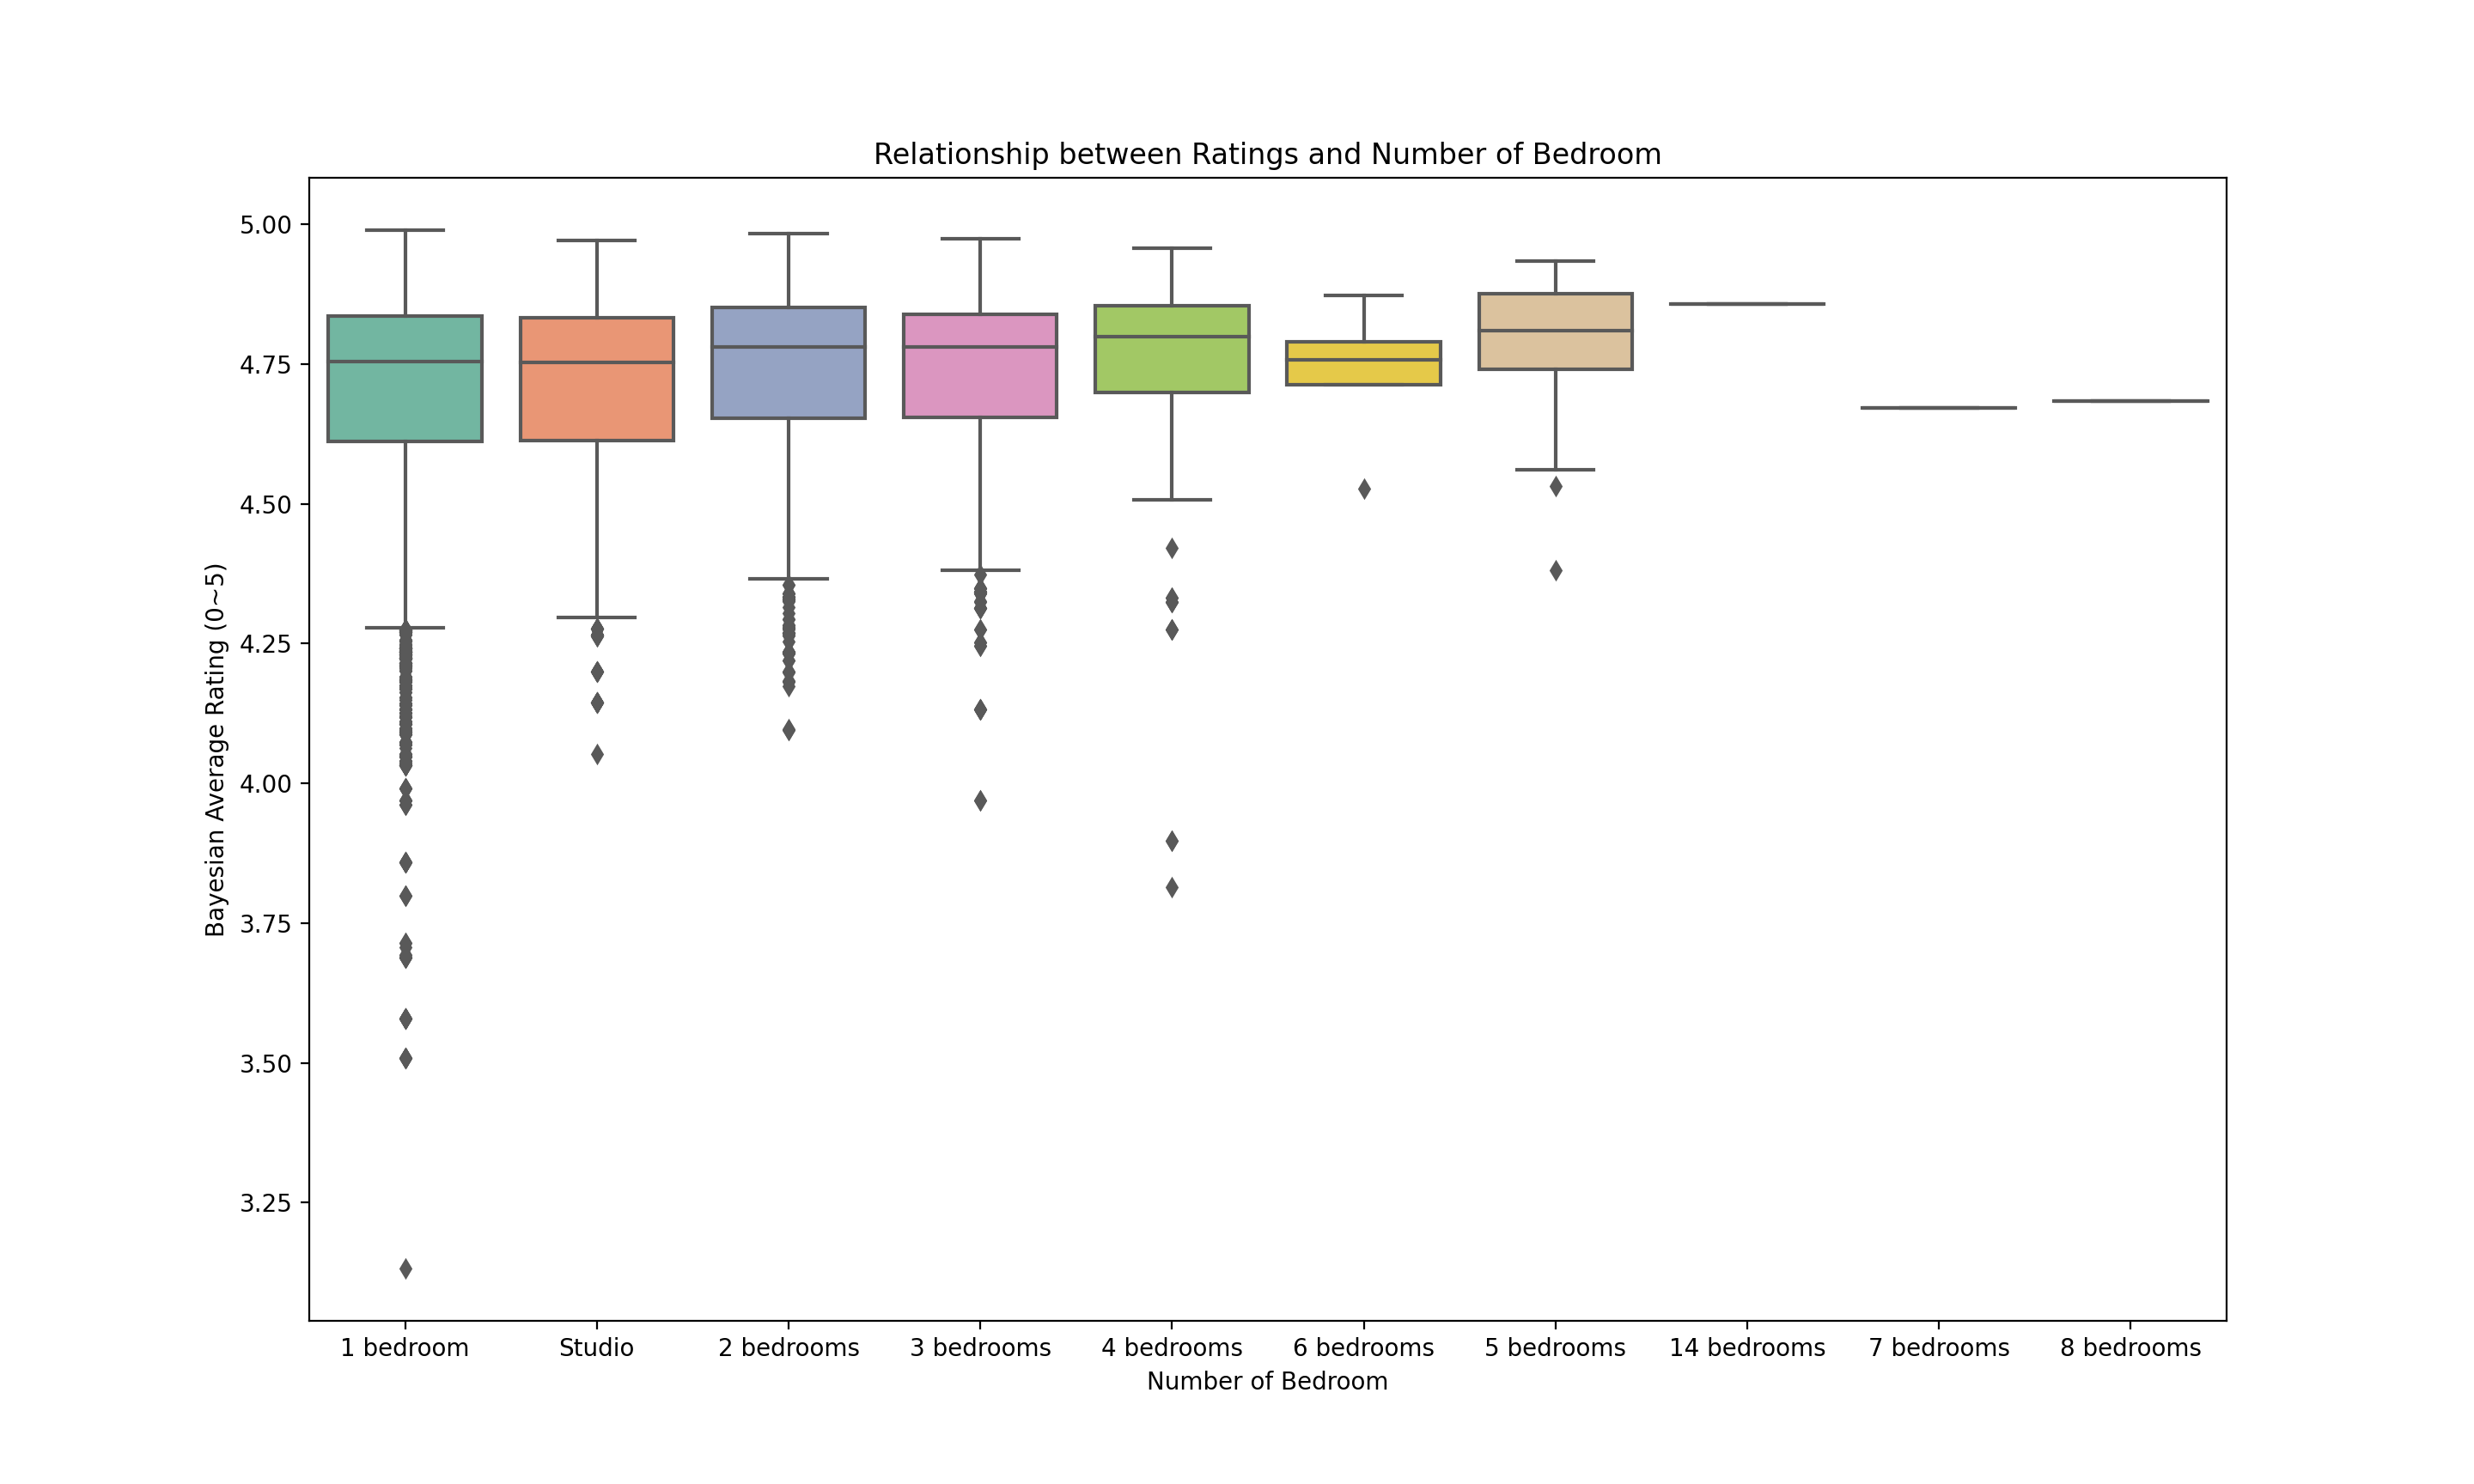 Relationship between Ratings and Number of Bedroom
Bayesian Average Rating (0~5)
5.00
4.75
4.50
4.25
4.00
3.75
3.50
3.25
1 bedroom Studio 2 bedrooms 3 bedrooms 4 bedrooms 6 bedrooms 5 bedrooms 14 bedrooms 7 bedrooms 8 bedrooms
Number of Bedroom